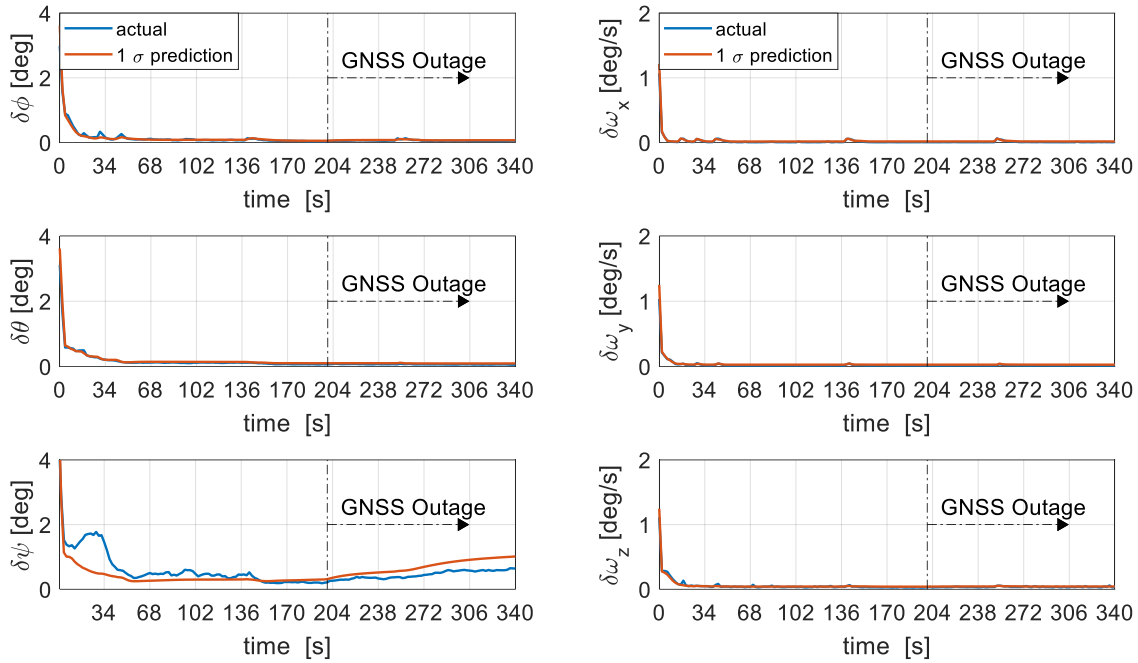 actual
1 σ prediction
GNSS Outage
δϕ [deg]
4
2
0
0 34 68 102 136 170 204 238 272 306 340
time [s]
actual
1 σ prediction
GNSS Outage
δω_x [deg/s]
2
1
0
0 34 68 102 136 170 204 238 272 306 340
time [s]
GNSS Outage
δθ [deg]
4
2
0
0 34 68 102 136 170 204 238 272 306 340
time [s]
GNSS Outage
δω_y [deg/s]
2
1
0
0 34 68 102 136 170 204 238 272 306 340
time [s]
GNSS Outage
δψ [deg]
4
2
0
34 68 102 136 170 204 238 272 306 340
time [s]
GNSS Outage
δω_z [deg/s]
2
1
0
34 68 102 136 170 204 238 272 306 340
time [s]